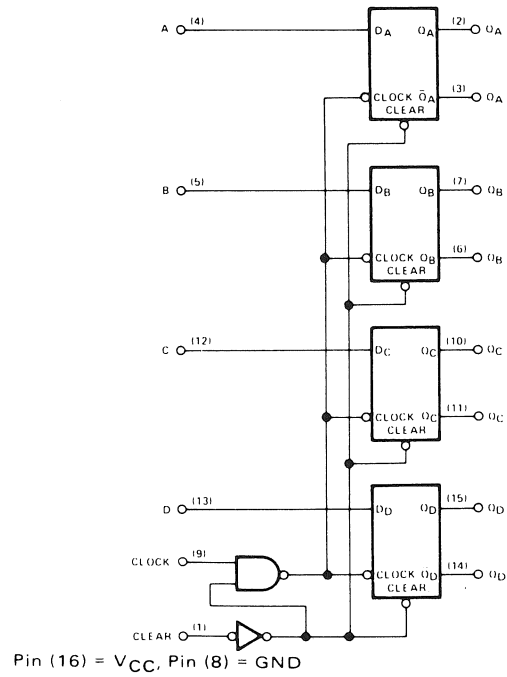 A (4) DA QA (2) QA
CLOCK Q̄A (3) QA
CLEAR
B (5) DB QB (7) QB
CLOCK QB (6) QB
CLEAR
C (12) DC QC (10) QC
CLOCK QC (11) QC
CLEAR
D (13) DD QD (15) QD
CLOCK (9) CLOCK QD (14) QD
CLEAR
CLEAR (1)
Pin (16) = VCC, Pin (8) = GND